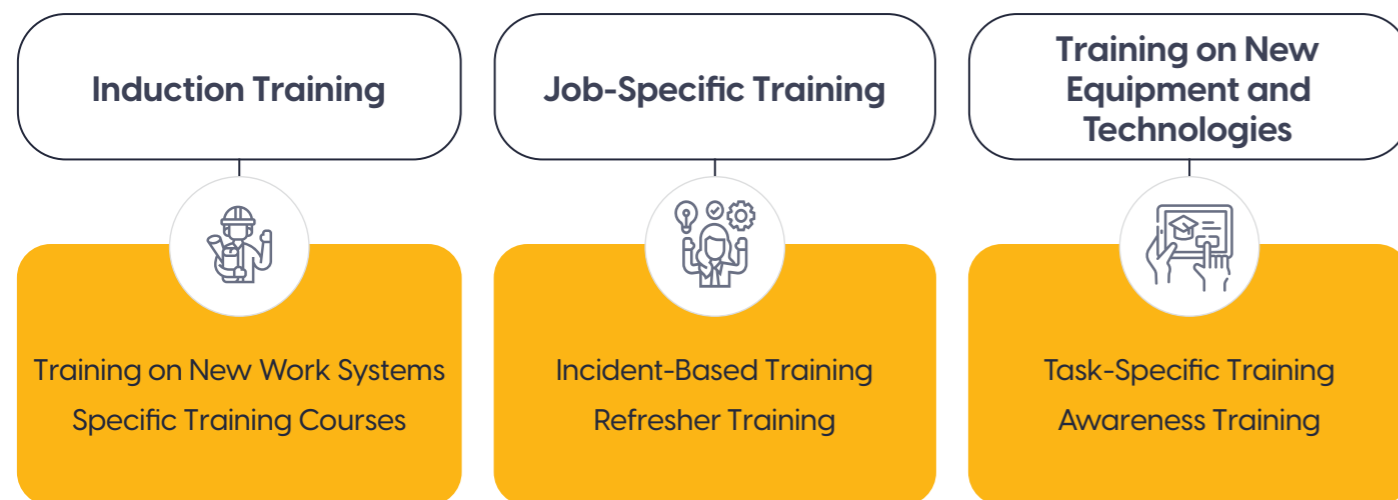 Induction Training
Training on New Work Systems
Specific Training Courses
Job-Specific Training
Incident-Based Training
Refresher Training
Training on New
Equipment and
Technologies
Task-Specific Training
Awareness Training